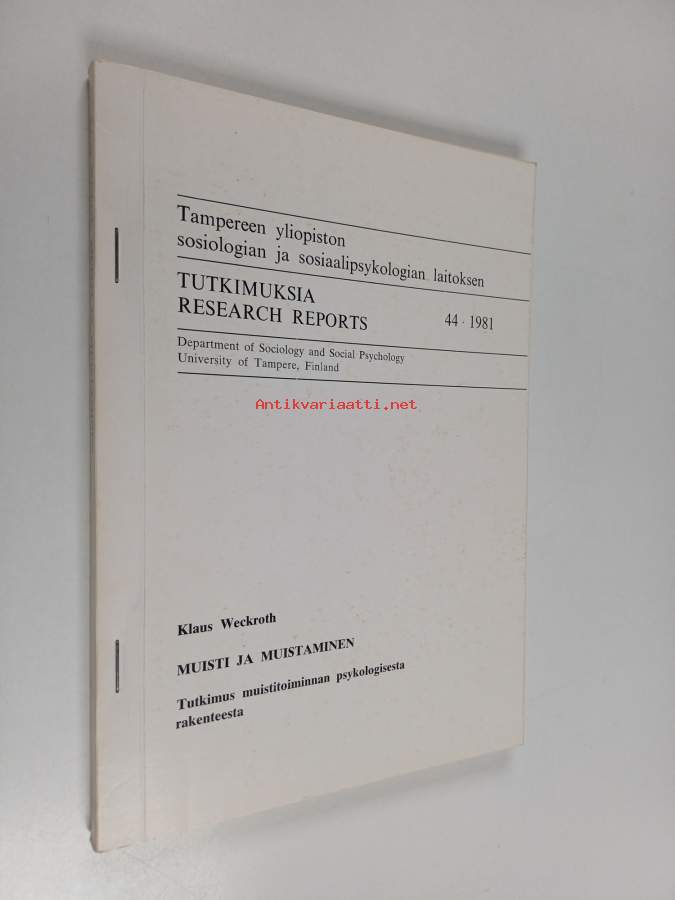 Tampereen yliopiston
sosiologian ja sosiaalipsykologian laitoksen
TUTKIMUKSIA
RESEARCH REPORTS 44 · 1981
Department of Sociology and Social Psychology
University of Tampere, Finland
Antikvariaatti.net
Klaus Weckroth
MUISTI JA MUISTAMINEN
Tutkimus muistitoiminnan psykologisesta
rakenteesta